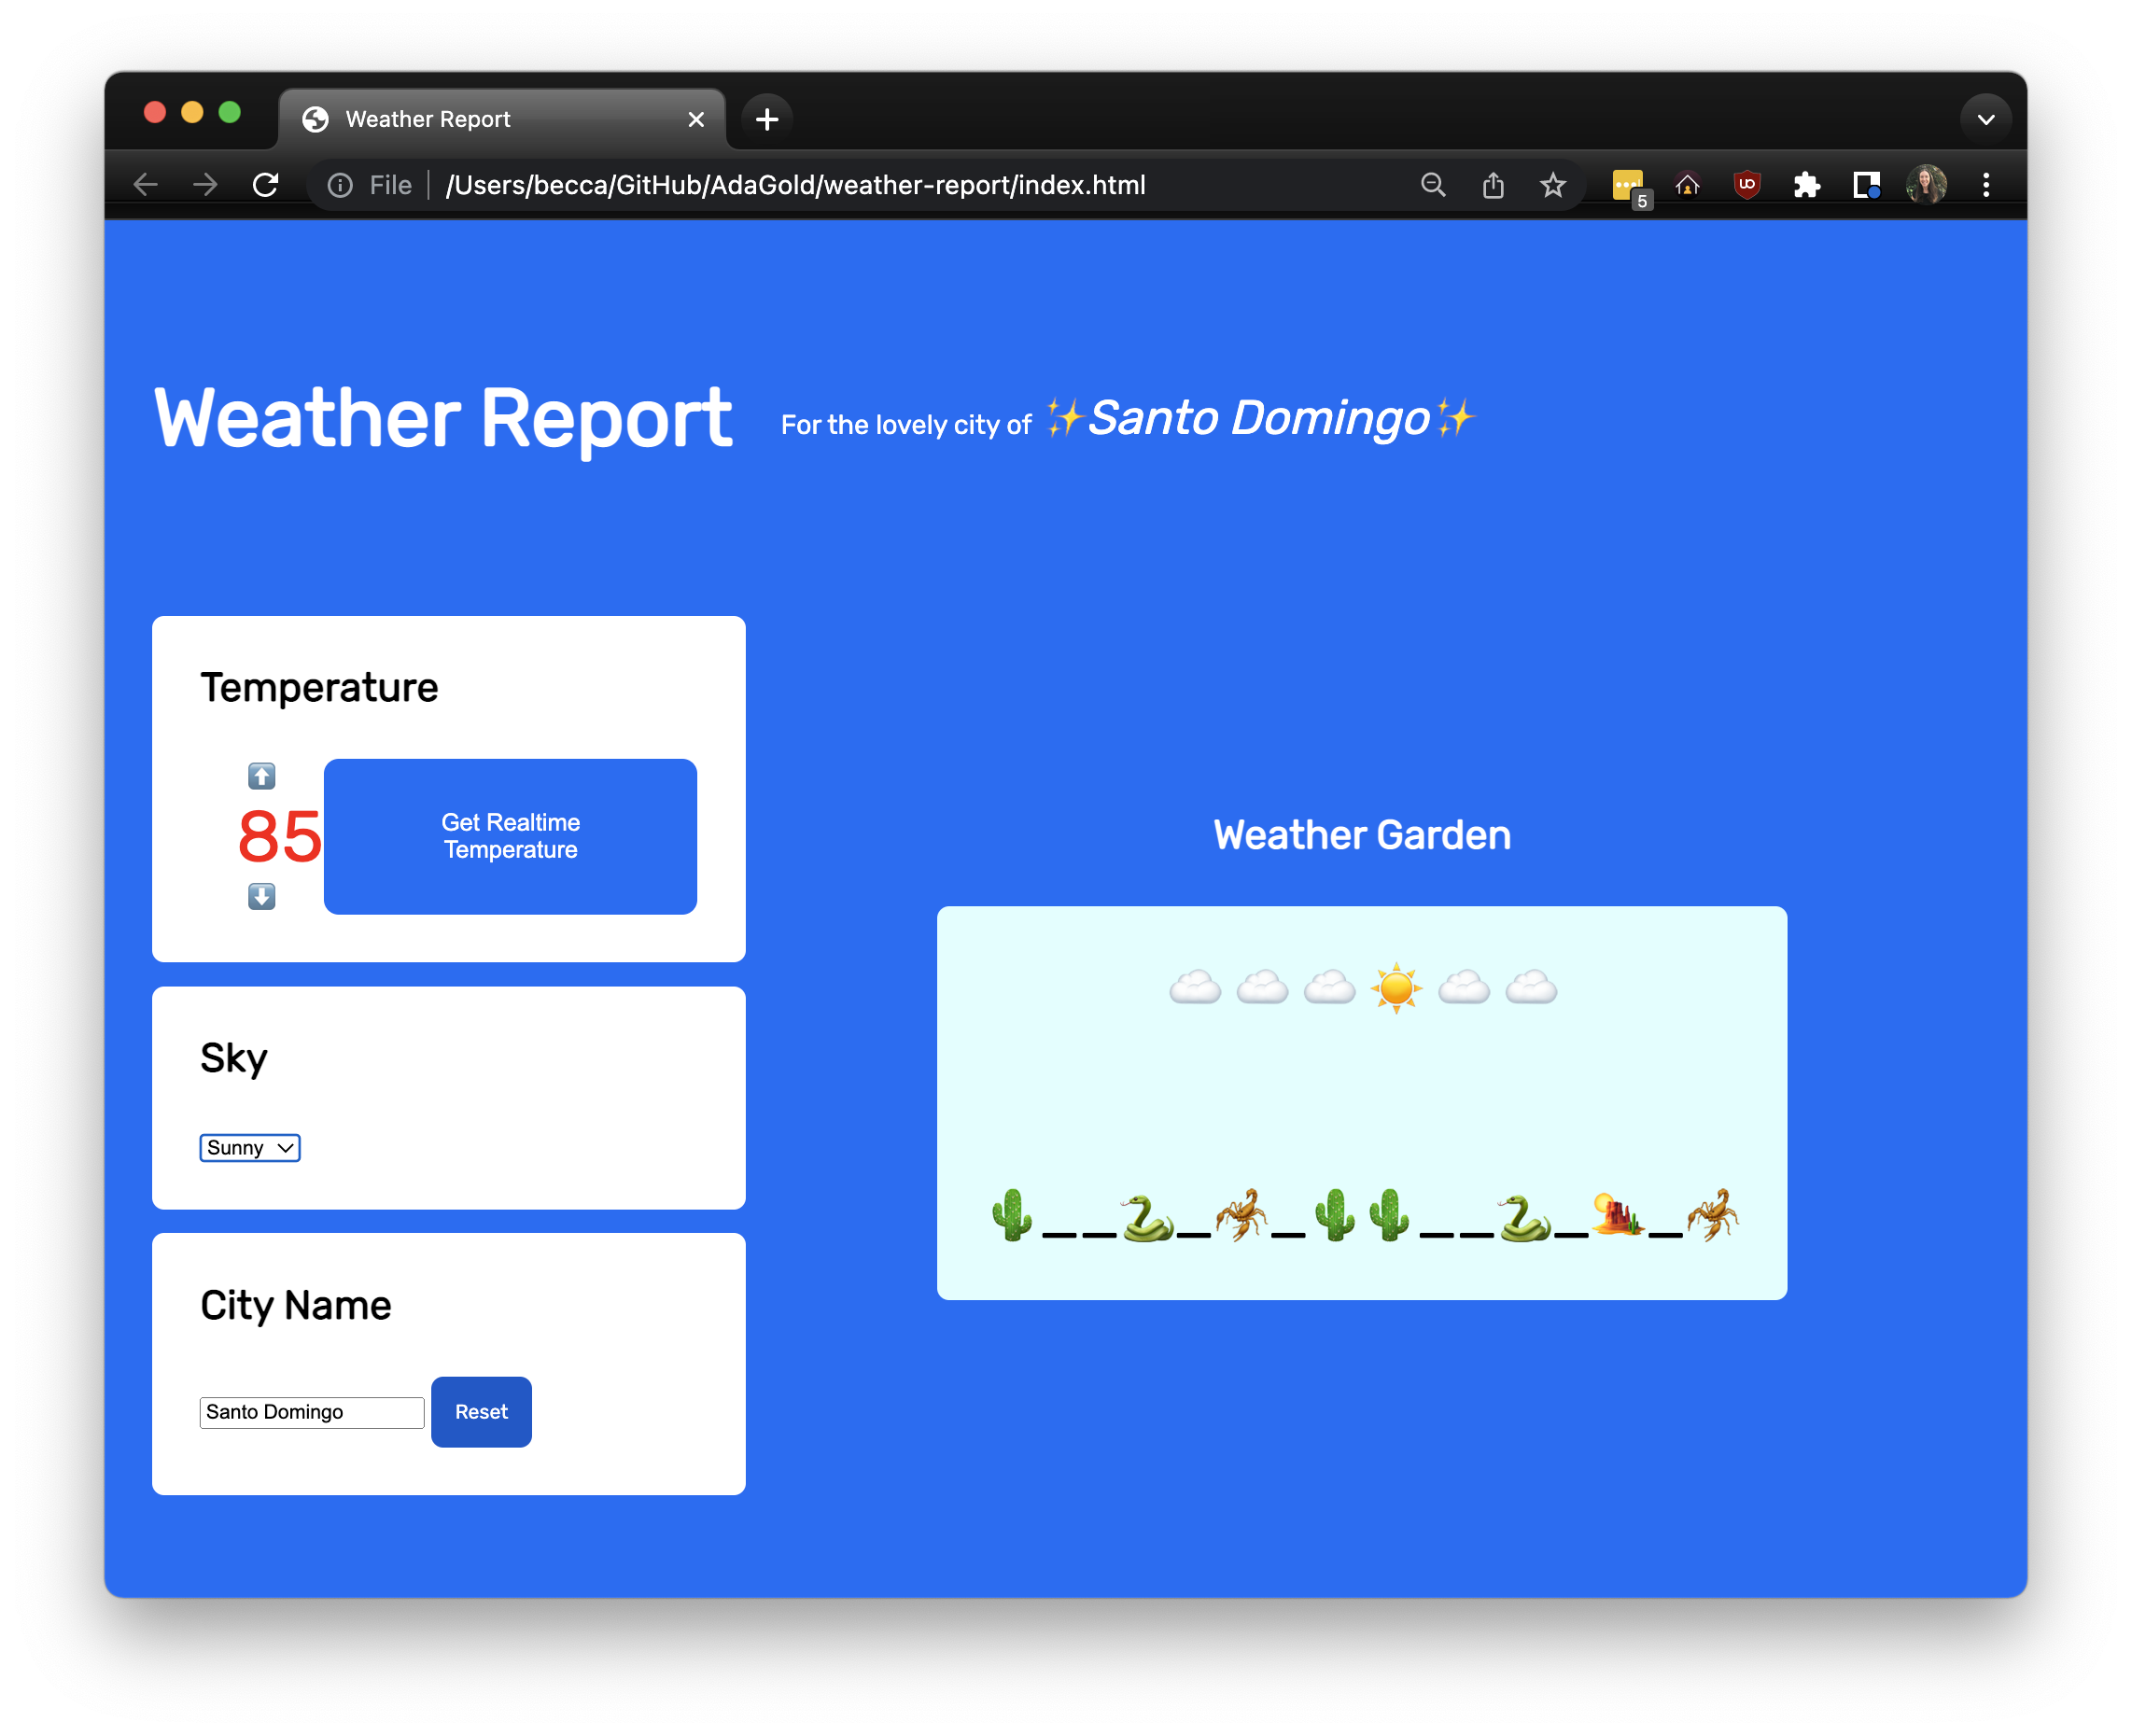 Weather Report
File | /Users/becca/GitHub/AdaGold/weather-report/index.html
5
Weather Report
For the lovely city of ✨Santo Domingo✨
Temperature
85
Get Realtime
Temperature
Sky
Sunny
City Name
Santo Domingo
Reset
Weather Garden
☁️ ☁️ ☁️ ☀️ ☁️ ☁️
🌵__🐍_🦂_🌵🌵__🐍_🏜_🦂